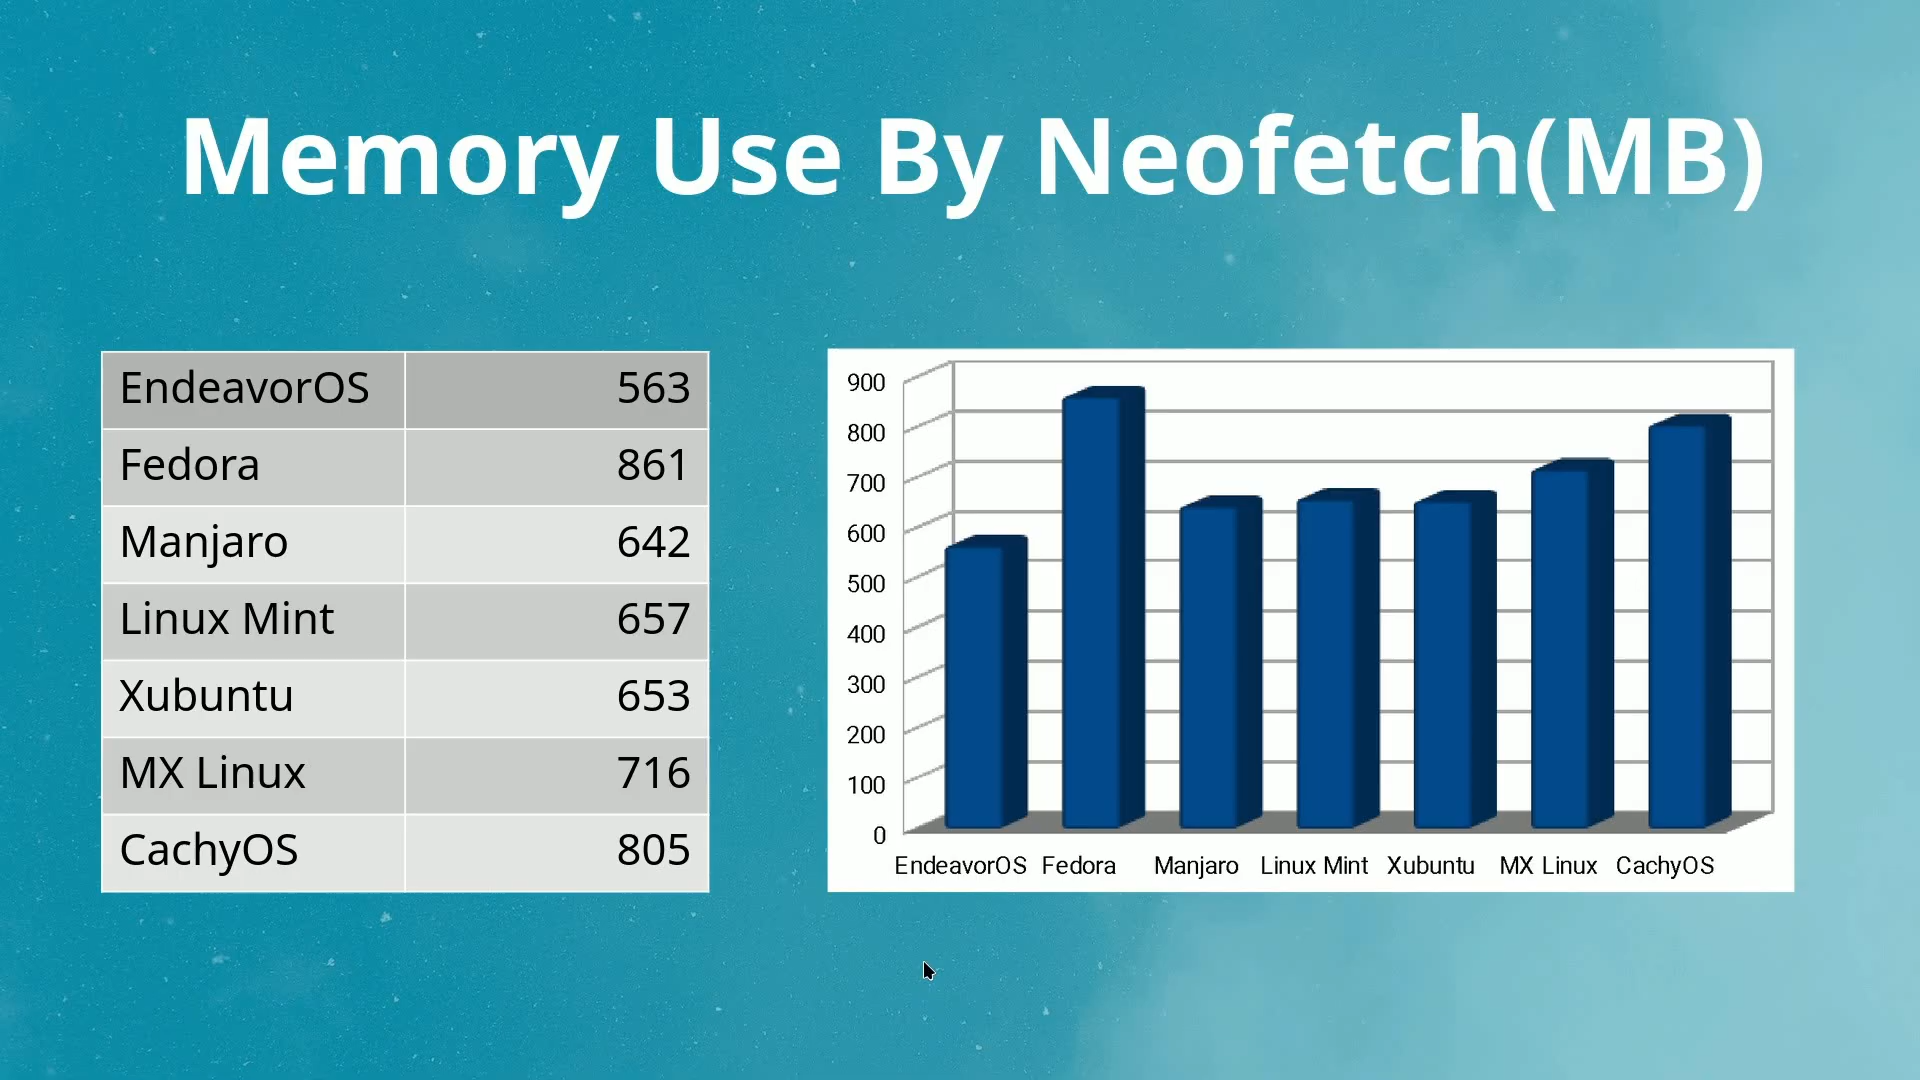 Memory Use By Neofetch(MB)
EndeavorOS 563
Fedora 861
Manjaro 642
Linux Mint 657
Xubuntu 653
MX Linux 716
CachyOS 805
900
800
700
600
500
400
300
200
100
0
EndeavorOS Fedora Manjaro Linux Mint Xubuntu MX Linux CachyOS